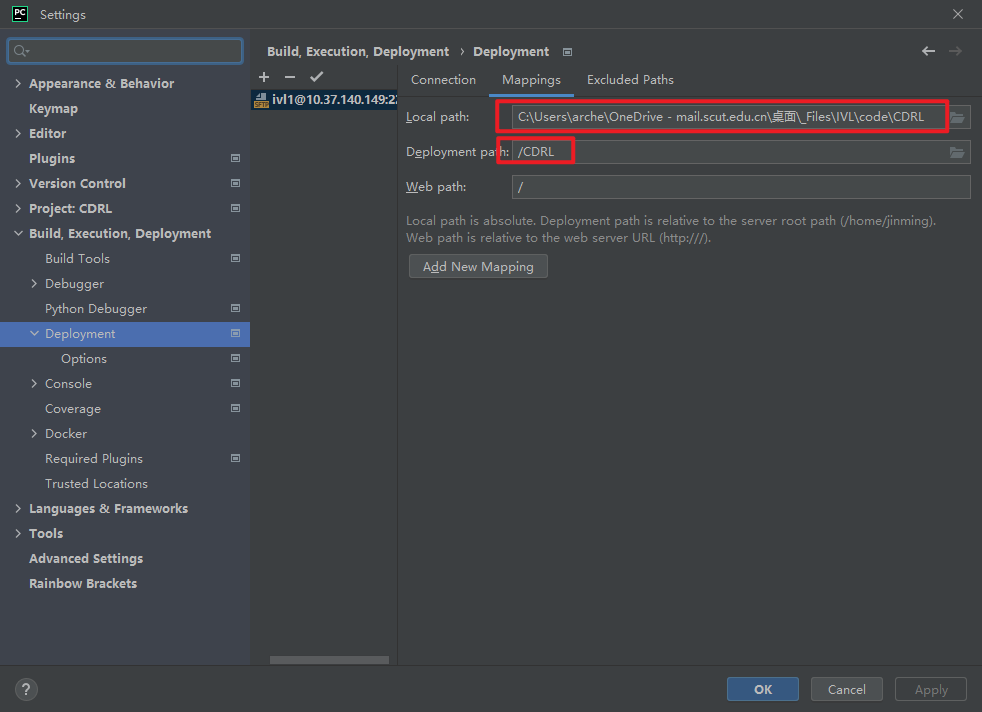 PC Settings
Build, Execution, Deployment › Deployment
Appearance & Behavior
Keymap
Editor
Plugins
Version Control
Project: CDRL
Build, Execution, Deployment
Build Tools
Debugger
Python Debugger
Deployment
Options
Console
Coverage
Docker
Required Plugins
Trusted Locations
Languages & Frameworks
Tools
Advanced Settings
Rainbow Brackets
SFTP ivl1@10.37.140.149:22
Connection Mappings Excluded Paths
Local path: C:\Users\arche\OneDrive - mail.scut.edu.cn\桌面\_Files\IVL\code\CDRL
Deployment path: /CDRL
Web path: /
Local path is absolute. Deployment path is relative to the server root path (/home/jinming).
Web path is relative to the web server URL (http:///).
Add New Mapping
? OK Cancel Apply